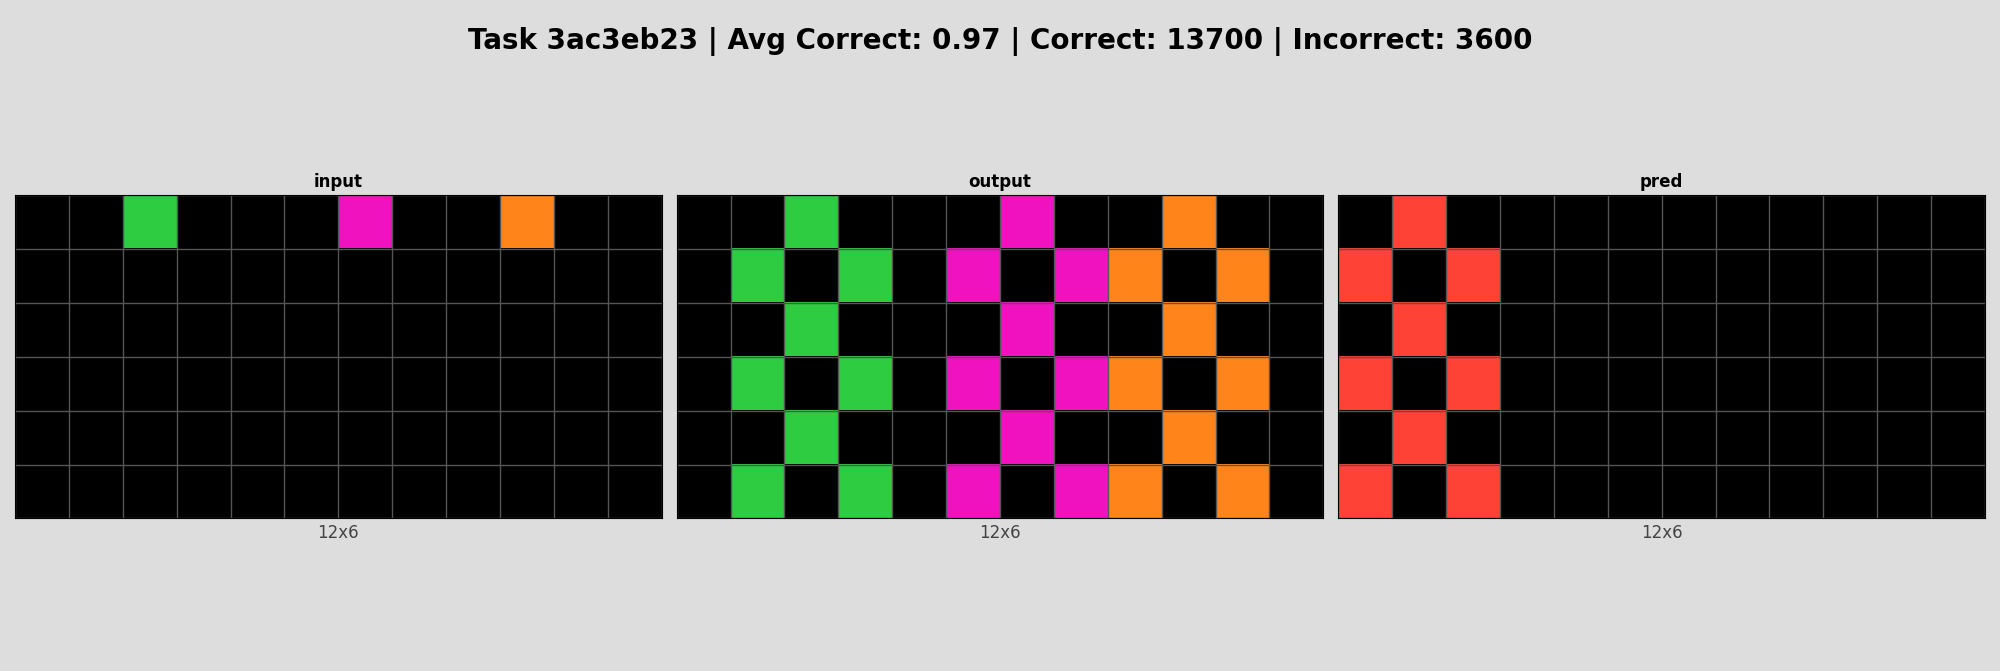 Task 3ac3eb23 | Avg Correct: 0.97 | Correct: 13700 | Incorrect: 3600
input
output
pred
12x6
12x6
12x6